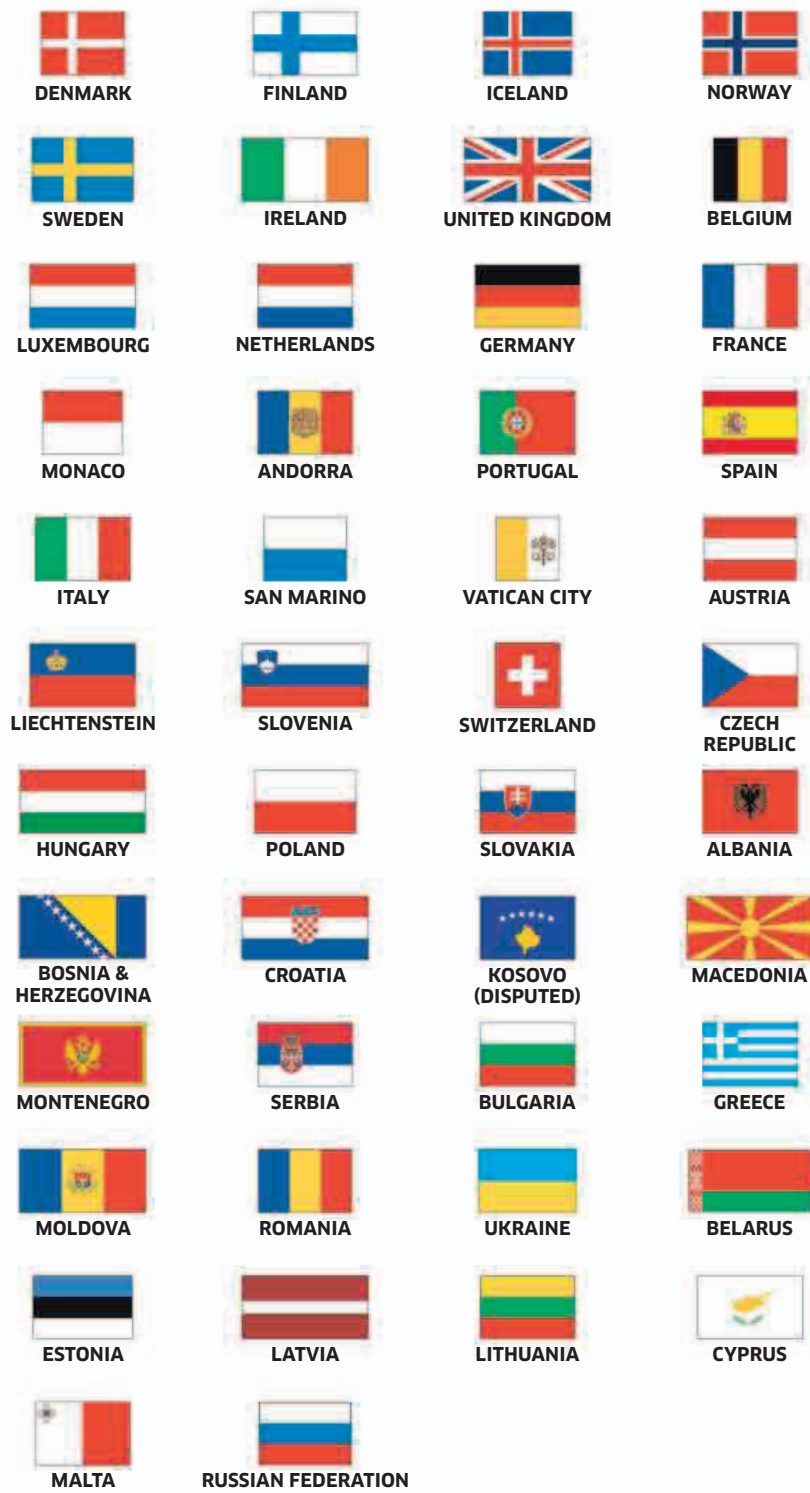 DENMARK
FINLAND
ICELAND
NORWAY
SWEDEN
IRELAND
UNITED KINGDOM
BELGIUM
LUXEMBOURG
NETHERLANDS
GERMANY
FRANCE
MONACO
ANDORRA
PORTUGAL
SPAIN
ITALY
SAN MARINO
VATICAN CITY
AUSTRIA
LIECHTENSTEIN
SLOVENIA
SWITZERLAND
CZECH
REPUBLIC
HUNGARY
POLAND
SLOVAKIA
ALBANIA
BOSNIA &
HERZEGOVINA
CROATIA
KOSOVO
(DISPUTED)
MACEDONIA
MONTENEGRO
SERBIA
BULGARIA
GREECE
MOLDOVA
ROMANIA
UKRAINE
BELARUS
ESTONIA
LATVIA
LITHUANIA
CYPRUS
MALTA
RUSSIAN FEDERATION